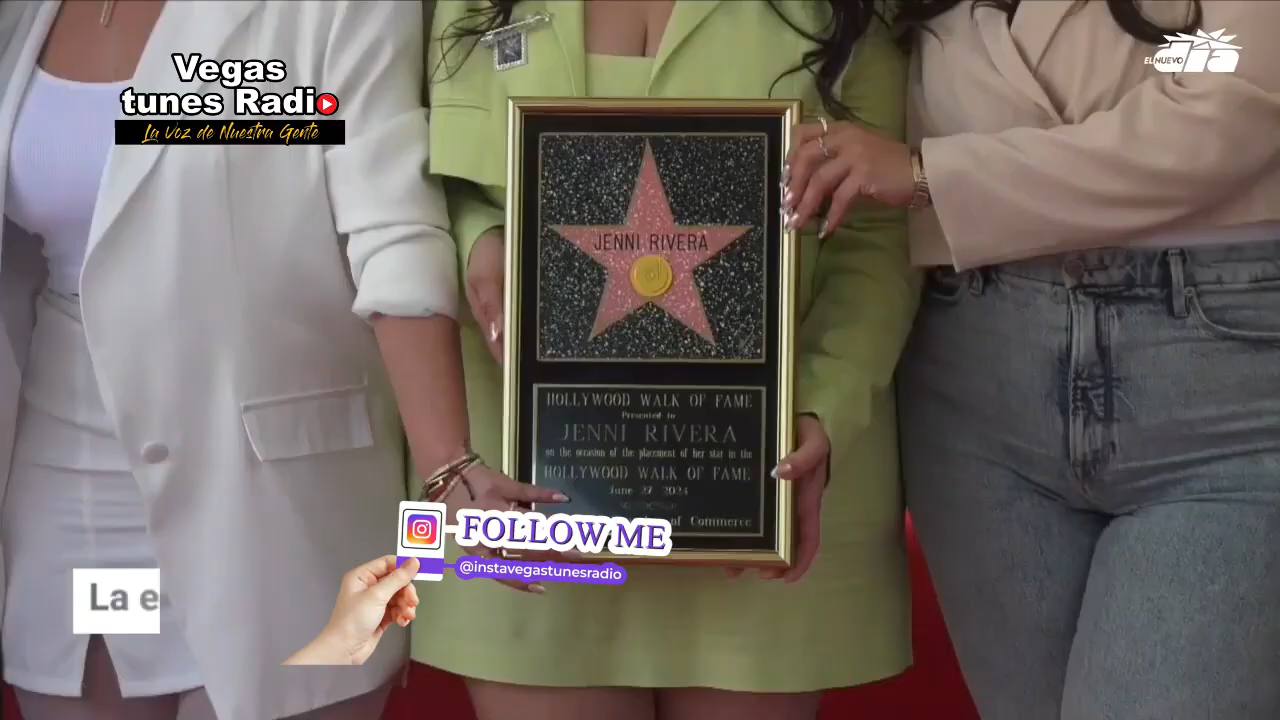 Vegas
tunes Radio
La Voz de Nuestra Gente
EL NUEVO
día
JENNI RIVERA
HOLLYWOOD WALK OF FAME
Presented to
JENNI RIVERA
on the occasion of the placement of her star in the
HOLLYWOOD WALK OF FAME
June 27 2024
of Commerce
FOLLOW ME
@instavegastunesradio
La e